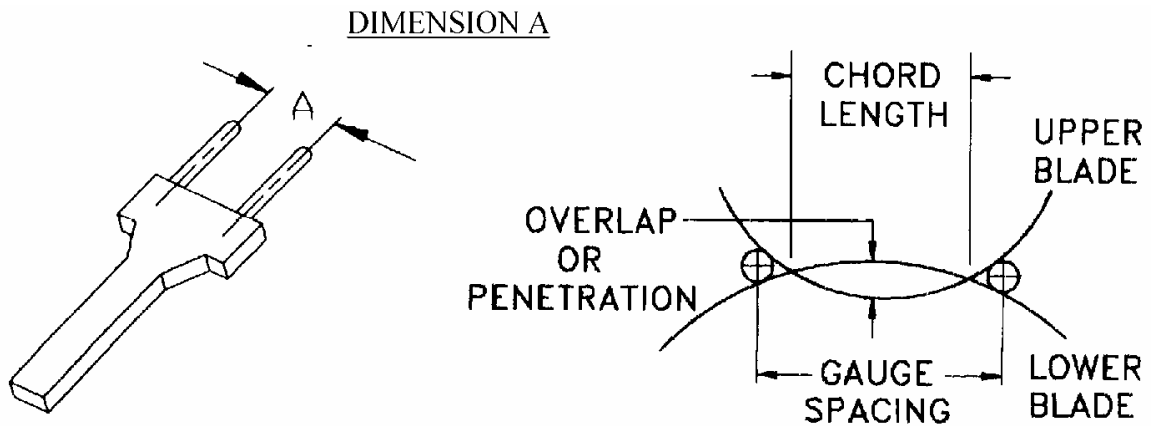 DIMENSION A
A
CHORD
LENGTH
UPPER
BLADE
OVERLAP
OR
PENETRATION
GAUGE
SPACING
LOWER
BLADE